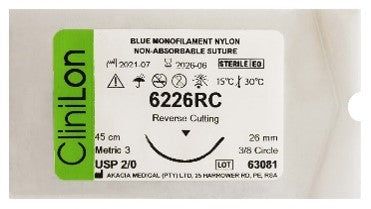 CliniLon
BLUE MONOFILAMENT NYLON
NON-ABSORBABLE SUTURE
2021-07 2026-06 STERILE EO
15°C 30°C
6226RC
Reverse Cutting
45 cm 26 mm
Metric 3 3/8 Circle
USP 2/0 LOT 63081
AKACIA MEDICAL (PTY) LTD, 25 HARROWER RD, PE, RSA